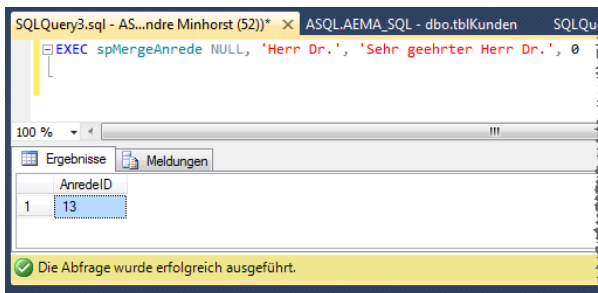 SQLQuery3.sql - AS...ndre Minhorst (52))* × ASQL.AEMA_SQL - dbo.tblKunden SQLQu
EXEC spMergeAnrede NULL, 'Herr Dr.', 'Sehr geehrter Herr Dr.', 0
100 %
Ergebnisse Meldungen
AnredeID
1 13
Die Abfrage wurde erfolgreich ausgeführt.